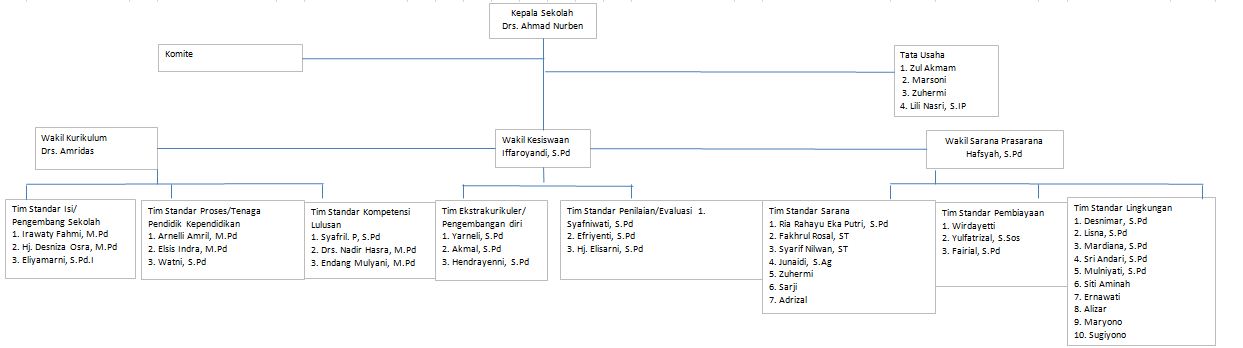 Kepala Sekolah
Drs. Ahmad Nurben
Komite
Tata Usaha
1. Zul Akmam
2. Marsoni
3. Zuhermi
4. Lili Nasri, S.IP
Wakil Kurikulum
Drs. Amridas
Wakil Kesiswaan
Iffaroyandi, S.Pd
Wakil Sarana Prasarana
Hafsyah, S.Pd
Tim Standar Isi/
Pengembang Sekolah
1. Irawaty Fahmi, M.Pd
2. Hj. Desniza Osra, M.Pd
3. Eliyamarni, S.Pd.I
Tim Standar Proses/Tenaga
Pendidik Kependidikan
1. Arnelli Amril, M.Pd
2. Elsis Indra, M.Pd
3. Watni, S.Pd
Tim Standar Kompetensi
Lulusan
1. Syafril. P, S.Pd
2. Drs. Nadir Hasra, M.Pd
3. Endang Mulyani, M.Pd
Tim Ekstrakurikuler/
Pengembangan diri
1. Yarneli, S.Pd
2. Akmal, S.Pd
3. Hendrayenni, S.Pd
Tim Standar Penilaian/Evaluasi 1.
Syafniwati, S.Pd
2. Efriyenti, S.Pd
3. Hj. Elisarni, S.Pd
Tim Standar Sarana
1. Ria Rahayu Eka Putri, S.Pd
2. Fakhrul Rosal, ST
3. Syarif Nilwan, ST
4. Junaidi, S.Ag
5. Zuhermi
6. Sarji
7. Adrizal
Tim Standar Pembiayaan
1. Wirdayetti
2. Yulfatrizal, S.Sos
3. Fairial, S.Pd
Tim Standar Lingkungan
1. Desnimar, S.Pd
2. Lisna, S.Pd
3. Mardiana, S.Pd
4. Sri Andari, S.Pd
5. Mulniyati, S.Pd
6. Siti Aminah
7. Ernawati
8. Alizar
9. Maryono
10. Sugiyono